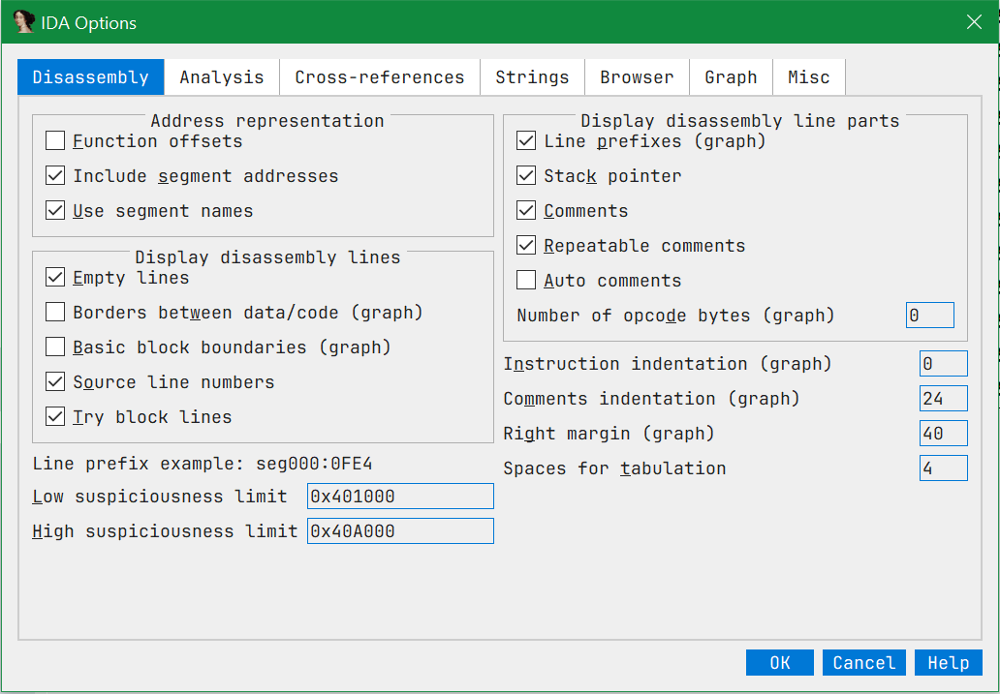 IDA Options
Disassembly Analysis Cross-references Strings Browser Graph Misc
Address representation
Function offsets
Include segment addresses
Use segment names
Display disassembly lines
Empty lines
Borders between data/code (graph)
Basic block boundaries (graph)
Source line numbers
Try block lines
Line prefix example: seg000:0FE4
Low suspiciousness limit 0x401000
High suspiciousness limit 0x40A000
Display disassembly line parts
Line prefixes (graph)
Stack pointer
Comments
Repeatable comments
Auto comments
Number of opcode bytes (graph) 0
Instruction indentation (graph) 0
Comments indentation (graph) 24
Right margin (graph) 40
Spaces for tabulation 4
OK Cancel Help